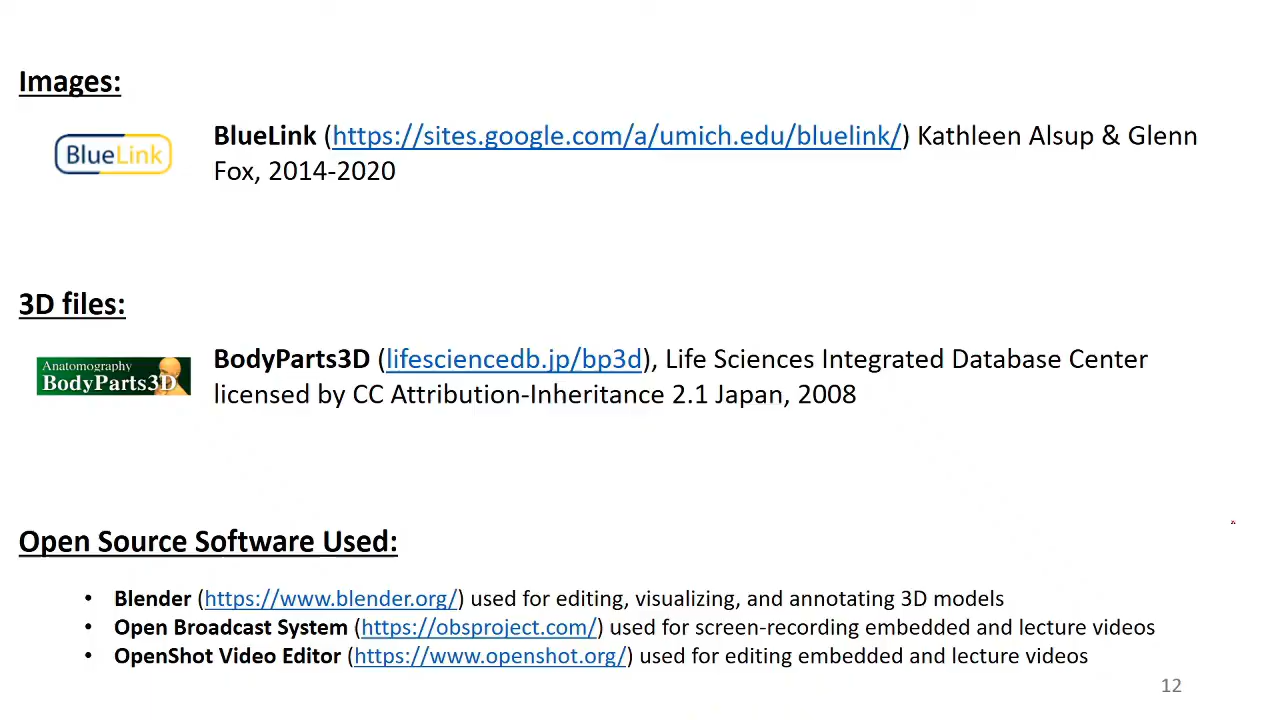 Images:
BlueLink
BlueLink (https://sites.google.com/a/umich.edu/bluelink/) Kathleen Alsup & Glenn
Fox, 2014-2020
3D files:
Anatomography
BodyParts3D
BodyParts3D (lifesciencedb.jp/bp3d), Life Sciences Integrated Database Center
licensed by CC Attribution-Inheritance 2.1 Japan, 2008
Open Source Software Used:
• Blender (https://www.blender.org/) used for editing, visualizing, and annotating 3D models
• Open Broadcast System (https://obsproject.com/) used for screen-recording embedded and lecture videos
• OpenShot Video Editor (https://www.openshot.org/) used for editing embedded and lecture videos
12